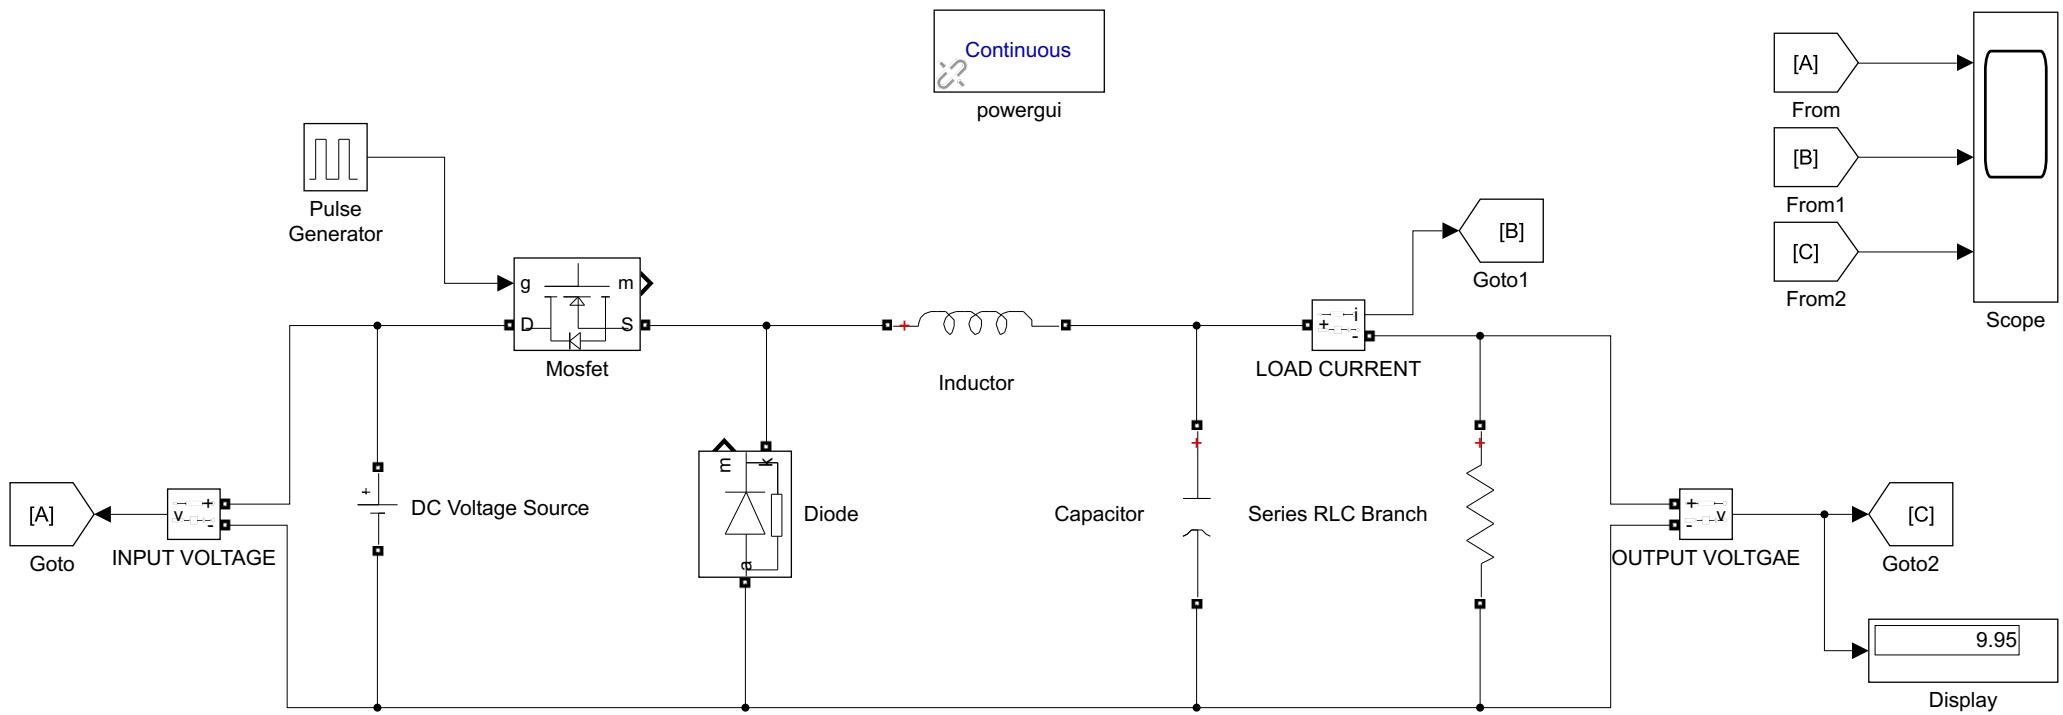 Continuous
powergui
[A]
From
[B]
From1
[C]
From2
Scope
Pulse
Generator
g
m
D
S
Mosfet
Inductor
i
+
-
LOAD CURRENT
[B]
Goto1
[A]
Goto
v
+
-
INPUT VOLTAGE
+
DC Voltage Source
m
k
a
Diode
+
Capacitor
+
Series RLC Branch
+
-
v
OUTPUT VOLTGAE
[C]
Goto2
9.95
Display
+